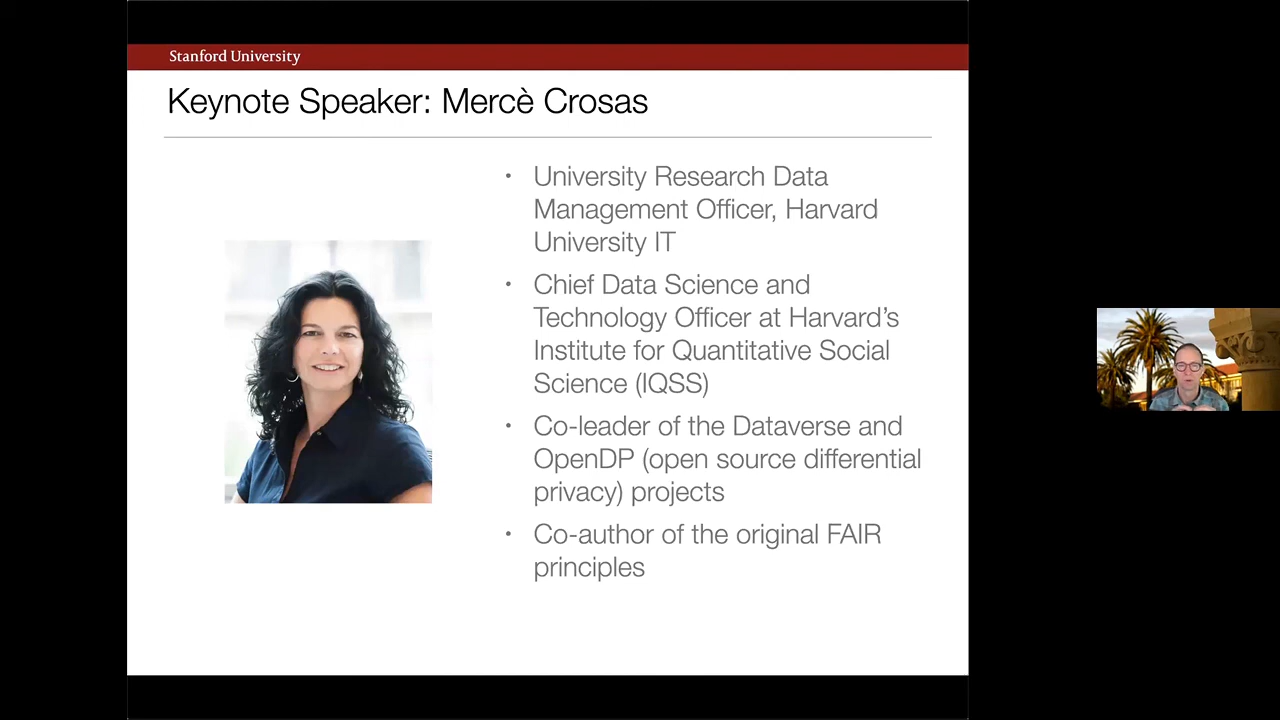 Stanford University
Keynote Speaker: Mercè Crosas
• University Research Data
Management Officer, Harvard
University IT
• Chief Data Science and
Technology Officer at Harvard’s
Institute for Quantitative Social
Science (IQSS)
• Co-leader of the Dataverse and
OpenDP (open source differential
privacy) projects
• Co-author of the original FAIR
principles